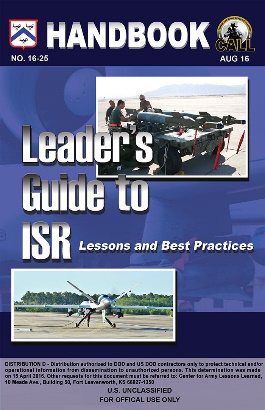 HANDBOOK
CALL
NO. 16-25
AUG 16
Leader's
Guide to
ISR
Lessons and Best Practices
DISTRIBUTION D - Distribution authorized to DOD and US DOD contractors only to protect technical and/or
operational information from dissemination to unauthorized persons. This determination was made
on 15 April 2016. Other requests for this document must be referred to: Center for Army Lessons Learned,
10 Meade Ave., Building 50, Fort Leavenworth, KS 66027-1350
U.S. UNCLASSIFIED
FOR OFFICAL USE ONLY